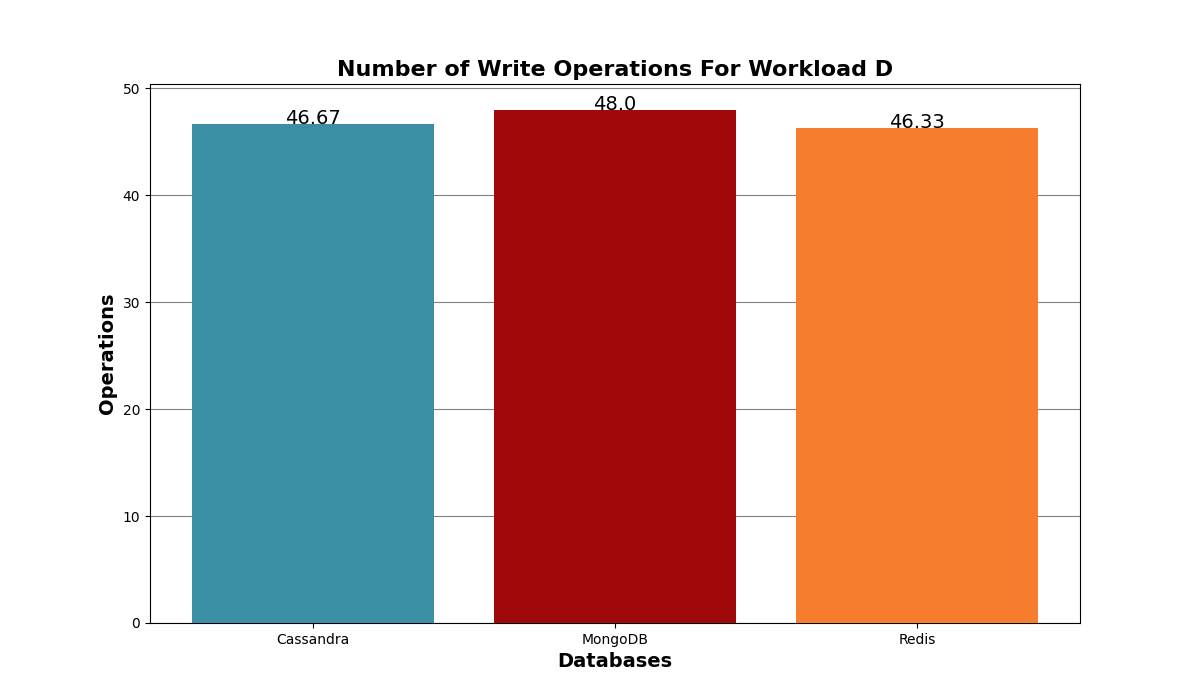 Number of Write Operations For Workload D
50
40
30
20
10
0
Operations
46.67
48.0
46.33
Cassandra
MongoDB
Redis
Databases